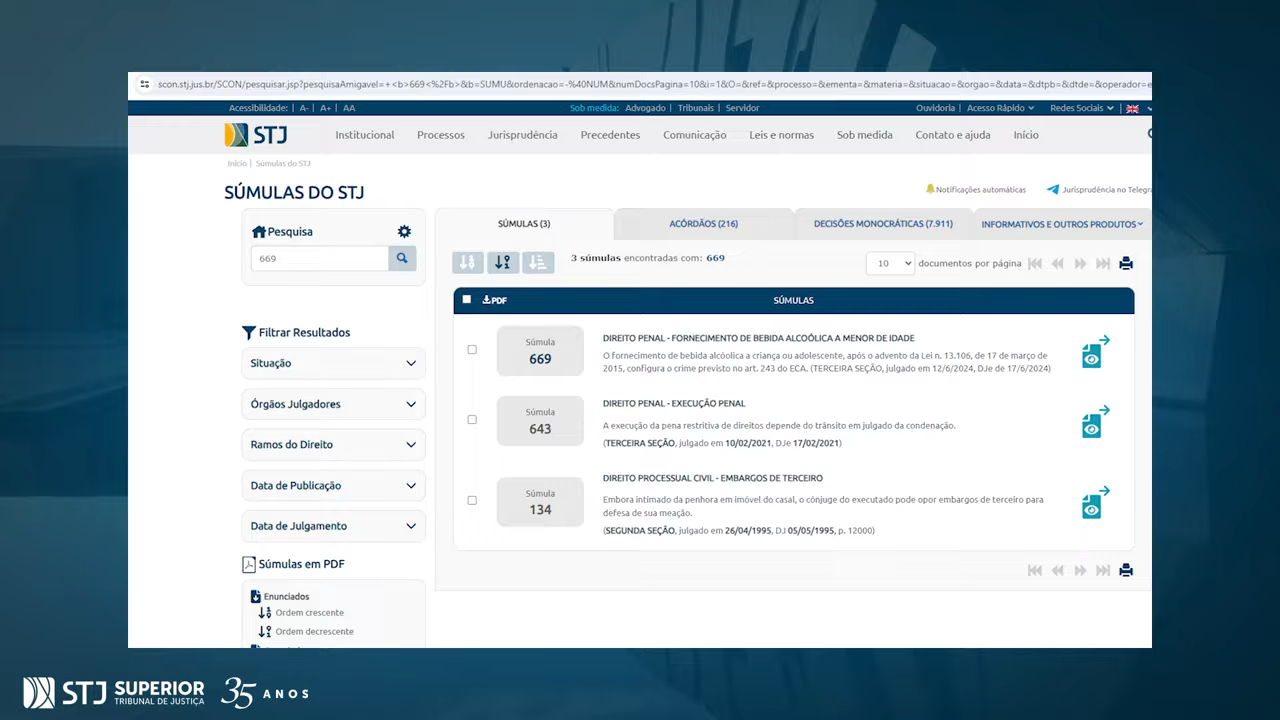 scon.stj.jus.br/SCON/pesquisar.jsp?pesquisaAmigavel=+<b>669<%2Fb>&b=SUMU&ordenacao=-%40NUM&numDocsPagina=10&i=1&O=&ref=&processo=&ementa=&materia=&situacao=&orgao=&data=&dtpb=&dtde=&operador=e
Acessibilidade: | A- | A+ | AA Sob medida: Advogado | Tribunais | Servidor Ouvidoria | Acesso Rápido Redes Sociais
STJ Institucional Processos Jurisprudência Precedentes Comunicação Leis e normas Sob medida Contato e ajuda Início
Início | Súmulas do STJ
SÚMULAS DO STJ
Notificações automáticas Jurisprudência no Telegra
Pesquisa
669
SÚMULAS (3) ACÓRDÃOS (216) DECISÕES MONOCRÁTICAS (7.911) INFORMATIVOS E OUTROS PRODUTOS
3 súmulas encontradas com: 669
10 documentos por página
PDF SÚMULAS
Súmula
669
DIREITO PENAL - FORNECIMENTO DE BEBIDA ALCOÓLICA A MENOR DE IDADE
O fornecimento de bebida alcóolica a criança ou adolescente, após o advento da Lei n. 13.106, de 17 de março de
2015, configura o crime previsto no art. 243 do ECA. (TERCEIRA SEÇÃO, julgado em 12/6/2024, DJe de 17/6/2024)
Súmula
643
DIREITO PENAL - EXECUÇÃO PENAL
A execução da pena restritiva de direitos depende do trânsito em julgado da condenação.
(TERCEIRA SEÇÃO, julgado em 10/02/2021, DJe 17/02/2021)
Súmula
134
DIREITO PROCESSUAL CIVIL - EMBARGOS DE TERCEIRO
Embora intimado da penhora em imóvel do casal, o cônjuge do executado pode opor embargos de terceiro para
defesa de sua meação.
(SEGUNDA SEÇÃO, julgado em 26/04/1995, DJ 05/05/1995, p. 12000)
Filtrar Resultados
Situação
Órgãos Julgadores
Ramos do Direito
Data de Publicação
Data de Julgamento
Súmulas em PDF
Enunciados
Ordem crescente
Ordem decrescente
STJ SUPERIOR
TRIBUNAL DE JUSTIÇA
35 ANOS